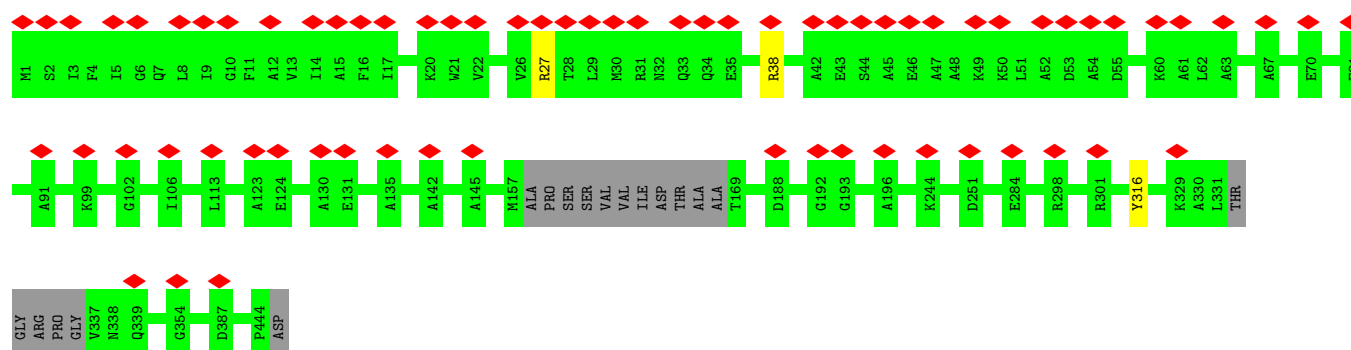 M1 S2 I3 F4 I5 G6 Q7 L8 I9 G10 F11 A12 V13 I14 A15 F16 I17 K20 W21 V22 V26 R27 T28 L29 M30 R31 N32 Q33 Q34 E35 R38 A42 E43 S44 A45 E46 A47 A48 K49 K50 L51 A52 D53 A54 D55 K60 A61 L62 A63 A67 E70
A91 K99 G102 I106 L113 A123 E124 A130 E131 A135 A142 A145 M157 ALA PRO SER SER VAL VAL ILE ASP THR ALA ALA T169 D188 G192 G193 A196 K244 D251 E284 R298 R301 Y316 K329 A330 L331 THR
GLY ARG PRO GLY V337 N338 Q339 G354 D387 P444 ASP